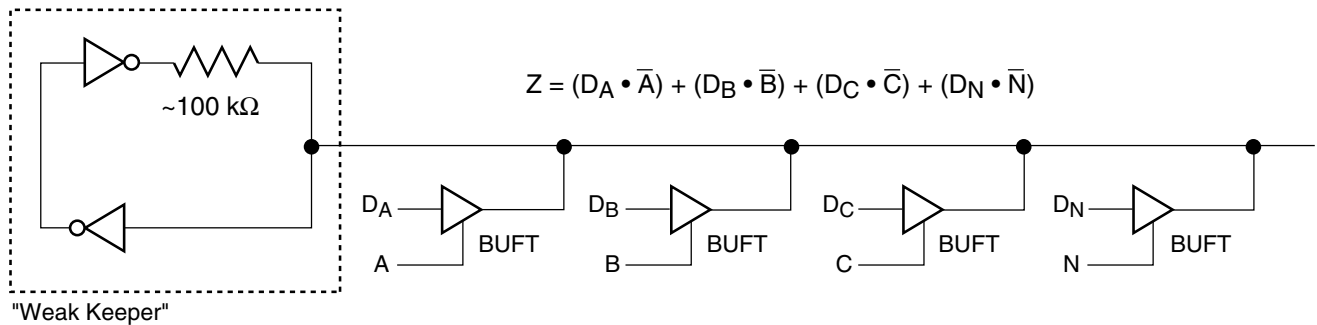 ~100 kΩ
Z = (D_A • A̅) + (D_B • B̅) + (D_C • C̅) + (D_N • N̅)
D_A
BUFT
A
D_B
BUFT
B
D_C
BUFT
C
D_N
BUFT
N
"Weak Keeper"